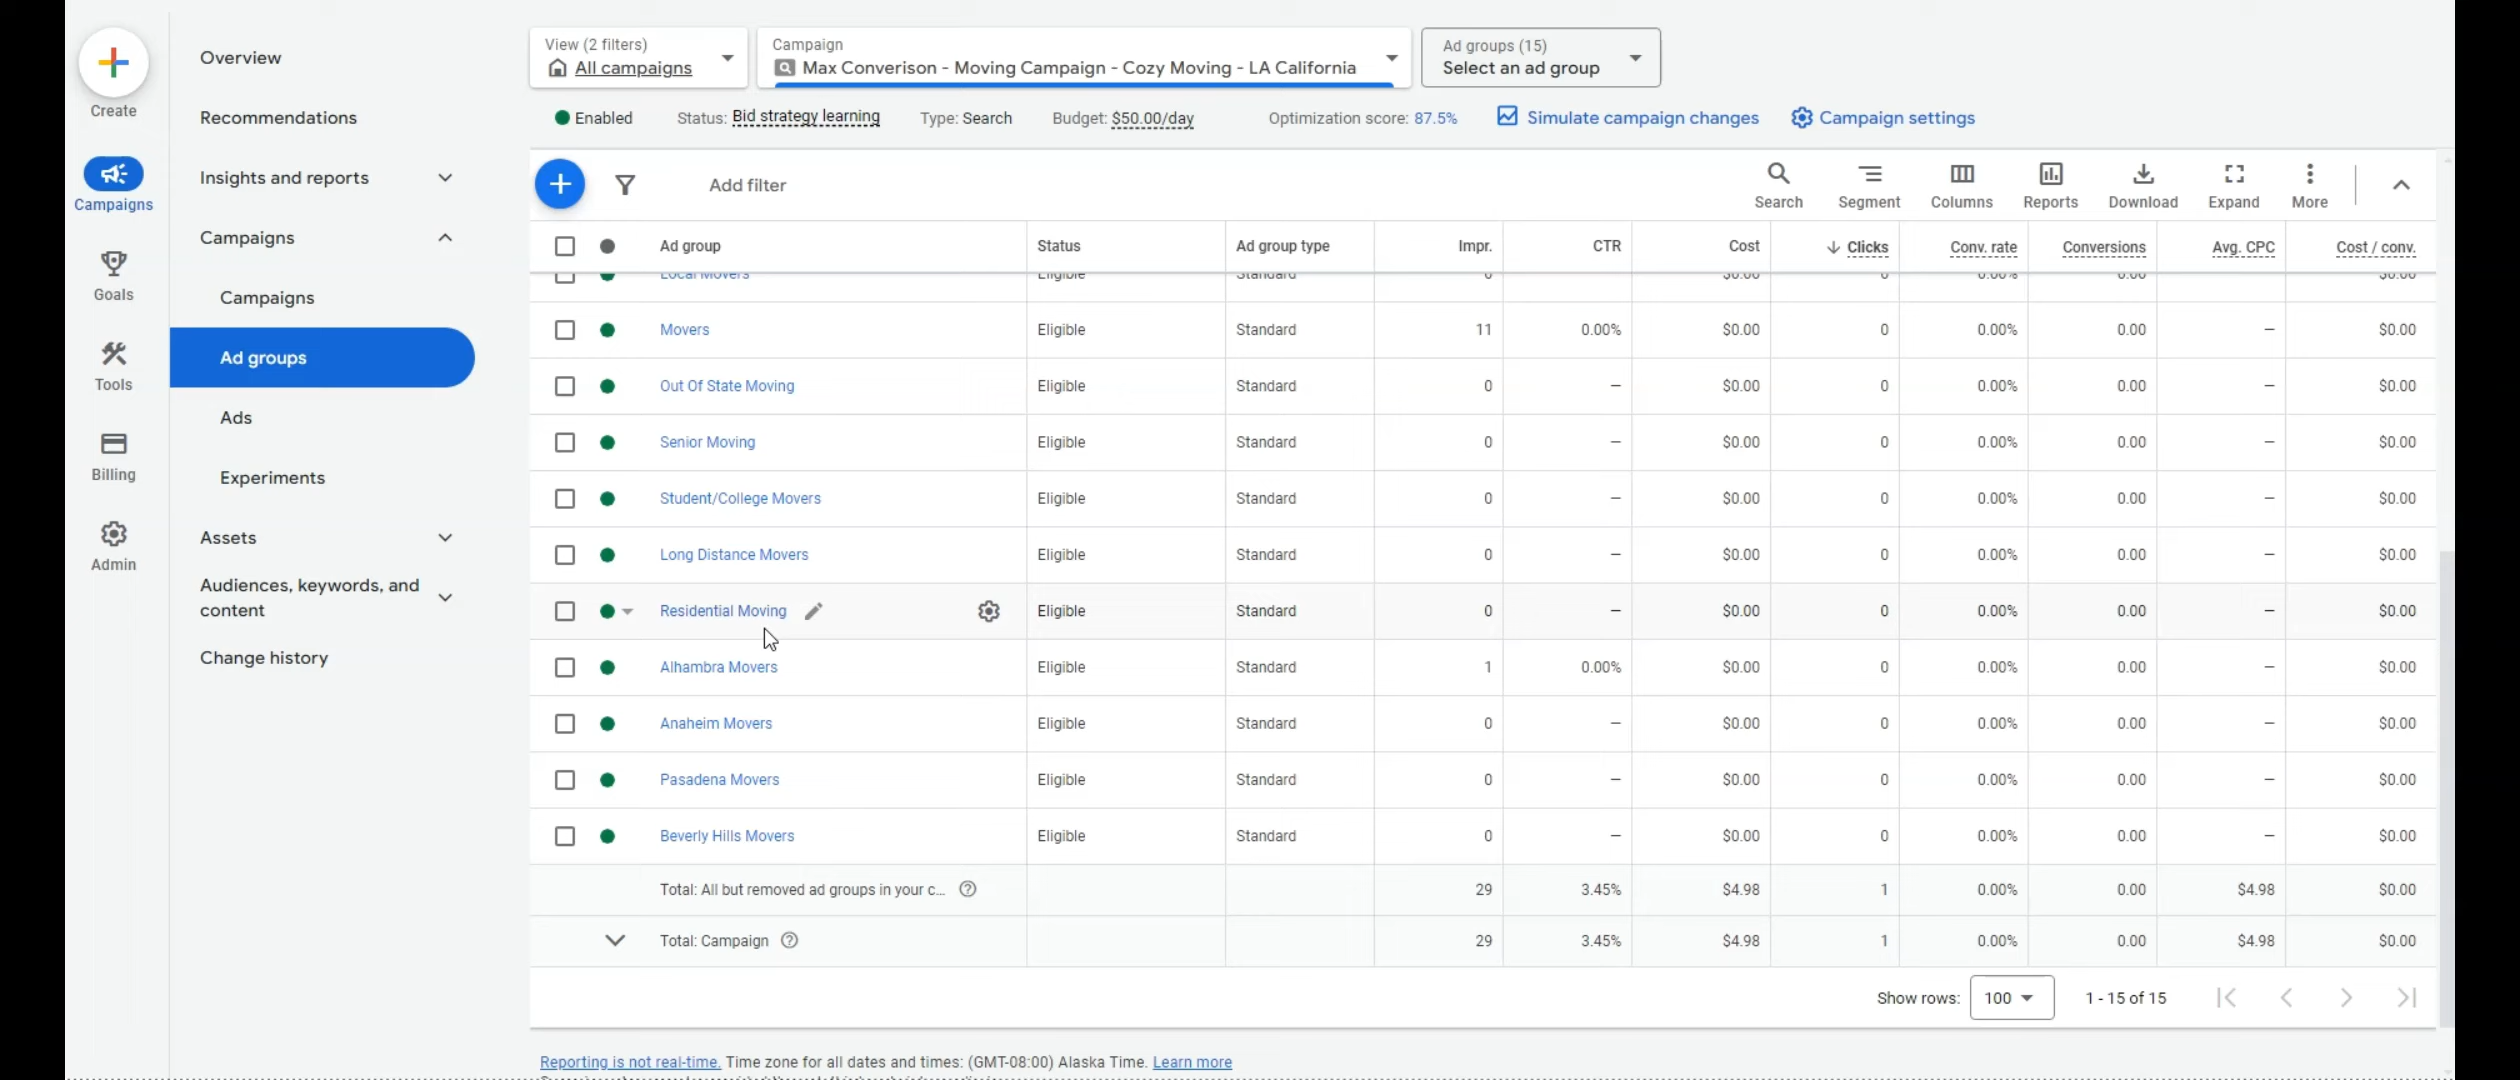 View (2 filters)
All campaigns
Campaign
Max Converison - Moving Campaign - Cozy Moving - LA California
Ad groups (15)
Select an ad group
Enabled Status: Bid strategy learning Type: Search Budget: $50.00/day Optimization score: 87.5% Simulate campaign changes Campaign settings
Create
Campaigns
Goals
Tools
Billing
Admin
Overview
Recommendations
Insights and reports
Campaigns
Campaigns
Ad groups
Ads
Experiments
Assets
Audiences, keywords, and
content
Change history
Add filter
Search Segment Columns Reports Download Expand More
Ad group Status Ad group type Impr. CTR Cost Clicks Conv. rate Conversions Avg. CPC Cost / conv.
Local Movers Eligible Standard 0 $0.00 0 0.00% 0.00 $0.00
Movers Eligible Standard 11 0.00% $0.00 0 0.00% 0.00 – $0.00
Out Of State Moving Eligible Standard 0 – $0.00 0 0.00% 0.00 – $0.00
Senior Moving Eligible Standard 0 – $0.00 0 0.00% 0.00 – $0.00
Student/College Movers Eligible Standard 0 – $0.00 0 0.00% 0.00 – $0.00
Long Distance Movers Eligible Standard 0 – $0.00 0 0.00% 0.00 – $0.00
Residential Moving Eligible Standard 0 – $0.00 0 0.00% 0.00 – $0.00
Alhambra Movers Eligible Standard 1 0.00% $0.00 0 0.00% 0.00 – $0.00
Anaheim Movers Eligible Standard 0 – $0.00 0 0.00% 0.00 – $0.00
Pasadena Movers Eligible Standard 0 – $0.00 0 0.00% 0.00 – $0.00
Beverly Hills Movers Eligible Standard 0 – $0.00 0 0.00% 0.00 – $0.00
Total: All but removed ad groups in your c... 29 3.45% $4.98 1 0.00% 0.00 $4.98 $0.00
Total: Campaign 29 3.45% $4.98 1 0.00% 0.00 $4.98 $0.00
Show rows: 100 1 - 15 of 15
Reporting is not real-time. Time zone for all dates and times: (GMT-08:00) Alaska Time. Learn more